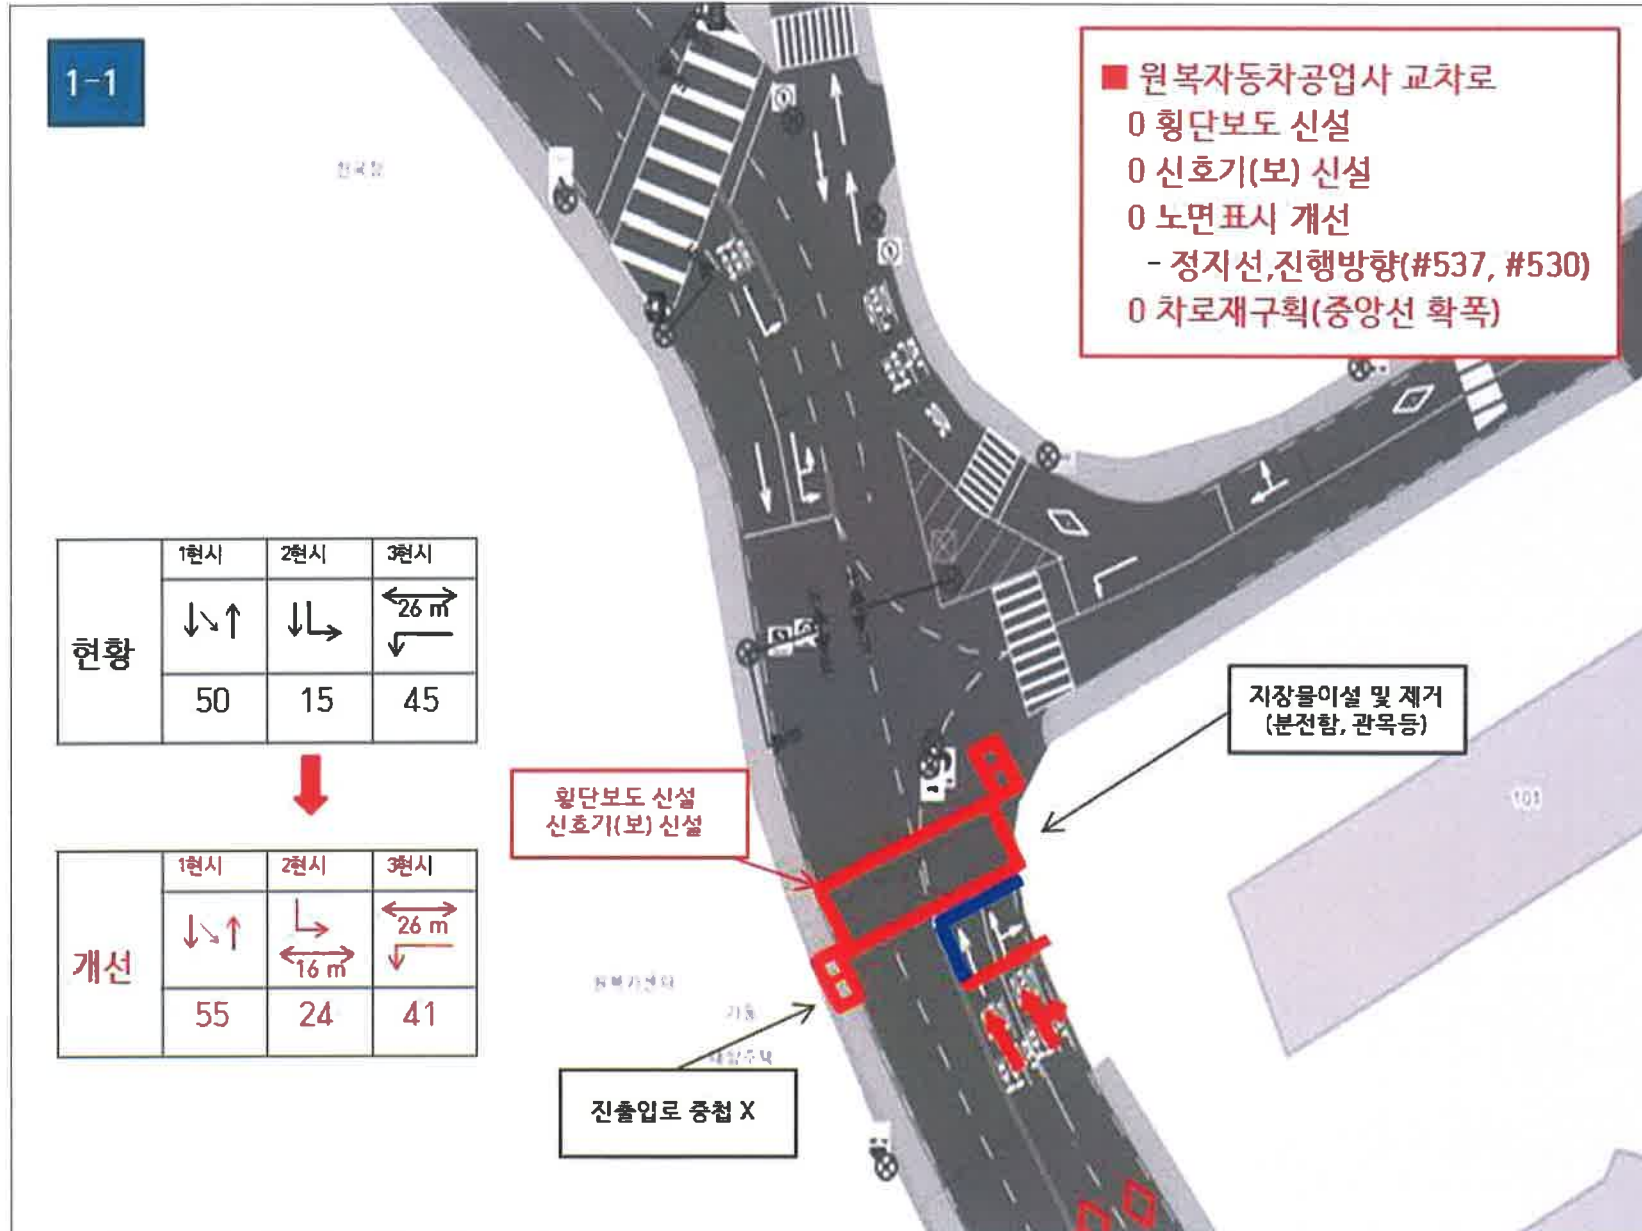 1-1
■ 원복자동차공업사 교차로
0 횡단보도 신설
0 신호기(보) 신설
0 노면표시 개선
- 정지선,진행방향(#537, #530)
0 차로재구획(중앙선 확폭)
현황
1현시 2현시 3현시
26 m
50 15 45
지장물이설 및 제거
(분전함, 관목등)
횡단보도 신설
신호기(보) 신설
개선
1현시 2현시 3현시
16 m 26 m
55 24 41
진출입로 중첩 X
101